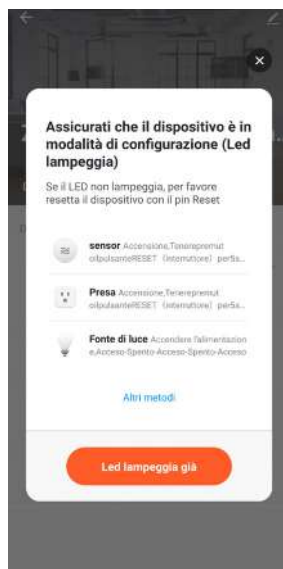 Assicurati che il dispositivo è in
modalità di configurazione (Led
lampeggia)
Se il LED non lampeggia, per favore
resetta il dispositivo con il pin Reset
sensor Accensione,Tenerepremut
oilpulsanteRESET (interruttore) per5s...
Presa Accensione,Tenerepremut
oilpulsanteRESET (interruttore) per5s...
Fonte di luce Accendere l'alimentazion
e,Acceso-Spento-Acceso-Spento-Acceso
Altri metodi
Led lampeggia già